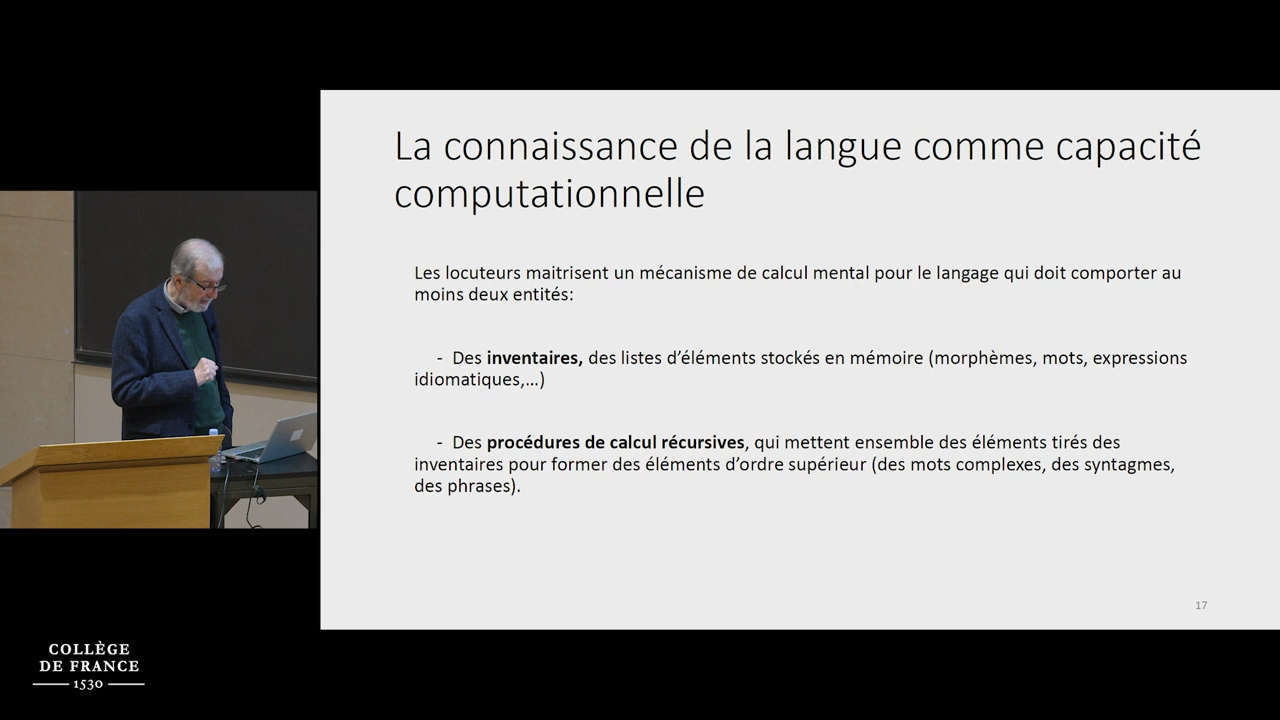 La connaissance de la langue comme capacité
computationnelle
Les locuteurs maitrisent un mécanisme de calcul mental pour le langage qui doit comporter au
moins deux entités:
- Des inventaires, des listes d’éléments stockés en mémoire (morphèmes, mots, expressions
idiomatiques,…)
- Des procédures de calcul récursives, qui mettent ensemble des éléments tirés des
inventaires pour former des éléments d’ordre supérieur (des mots complexes, des syntagmes,
des phrases).
17
COLLÈGE
DE FRANCE
1530